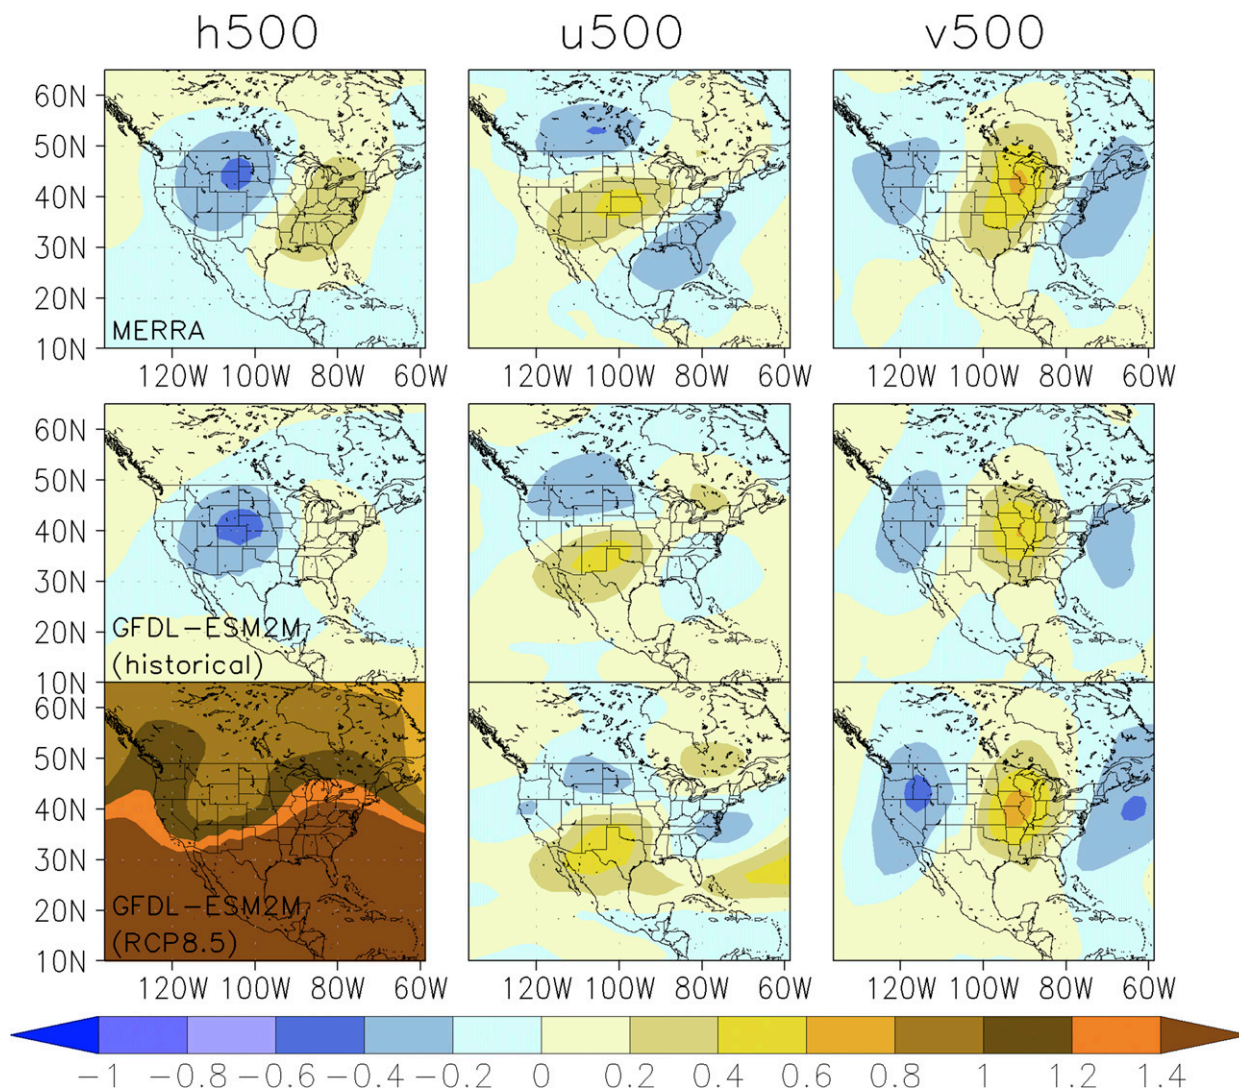 h500 u500 v500
60N
50N
40N
30N
20N
10N
MERRA
120W 100W 80W 60W 120W 100W 80W 60W 120W 100W 80W 60W
60N
50N
40N
30N
20N
10N
GFDL-ESM2M
(historical)
60N
50N
40N
30N
20N
10N
GFDL-ESM2M
(RCP8.5)
120W 100W 80W 60W 120W 100W 80W 60W 120W 100W 80W 60W
-1 -0.8 -0.6 -0.4 -0.2 0 0.2 0.4 0.6 0.8 1 1.2 1.4